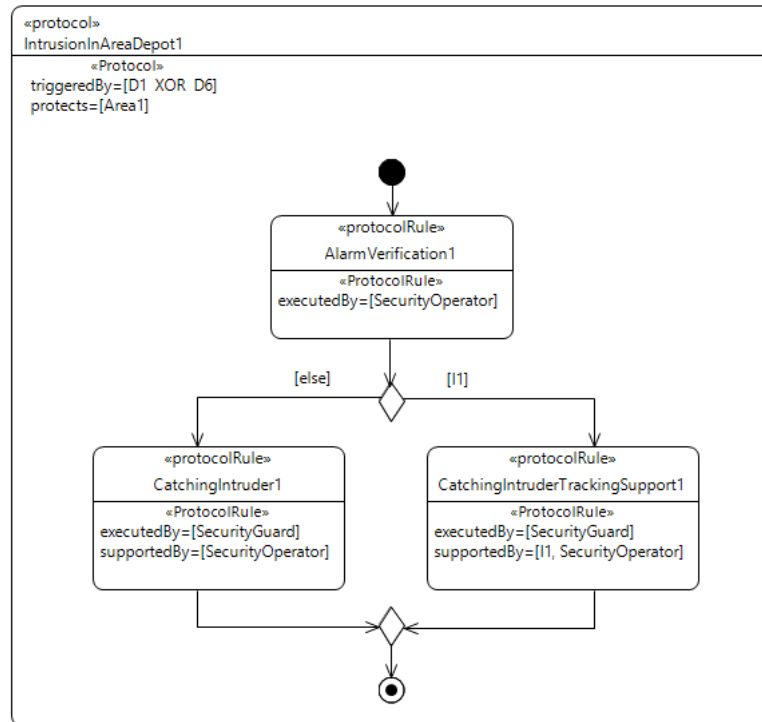 «protocol»
IntrusionInAreaDepot1
«Protocol»
triggeredBy=[D1 XOR D6]
protects=[Area1]
«protocolRule»
AlarmVerification1
«ProtocolRule»
executedBy=[SecurityOperator]
[else]
[I1]
«protocolRule»
CatchingIntruder1
«ProtocolRule»
executedBy=[SecurityGuard]
supportedBy=[SecurityOperator]
«protocolRule»
CatchingIntruderTrackingSupport1
«ProtocolRule»
executedBy=[SecurityGuard]
supportedBy=[I1, SecurityOperator]